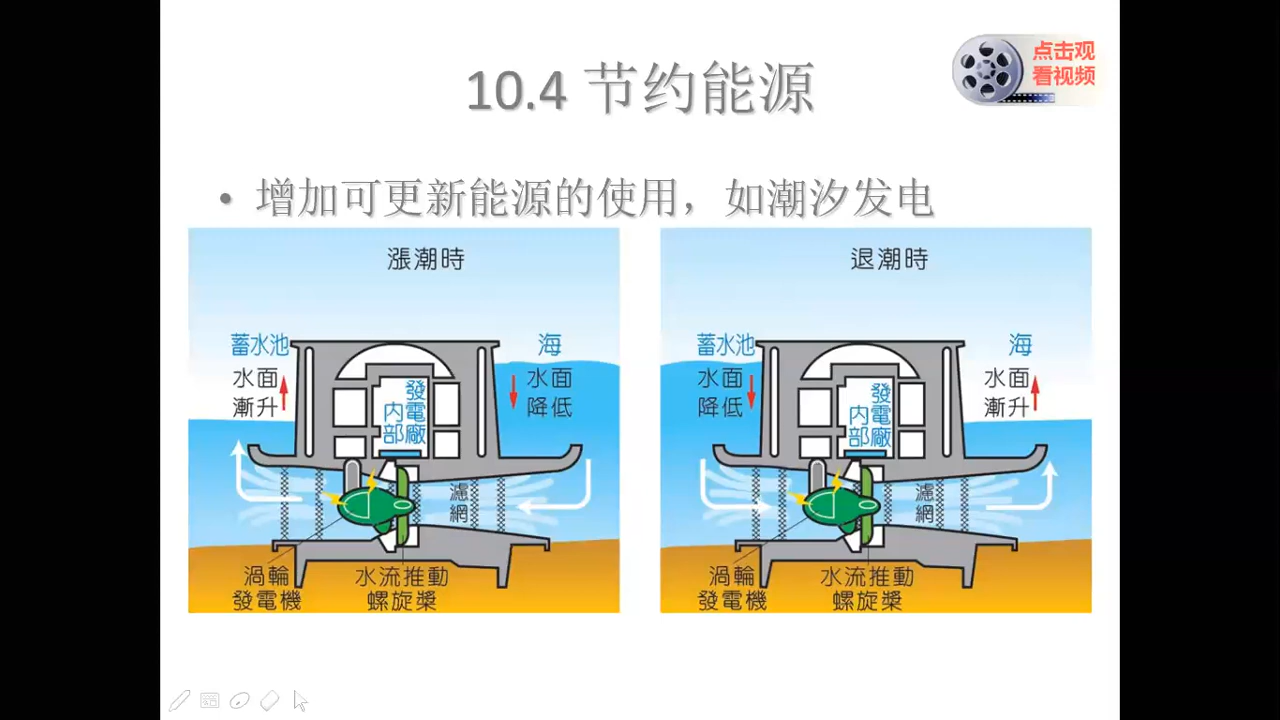 10.4 节约能源
点击观
看视频
• 增加可更新能源的使用，如潮汐发电
漲潮時
蓄水池
水面
漸升
海
水面
降低
發電廠
內部
濾網
渦輪
發電機
水流推動
螺旋槳
退潮時
蓄水池
水面
降低
海
水面
漸升
發電廠
內部
濾網
渦輪
發電機
水流推動
螺旋槳